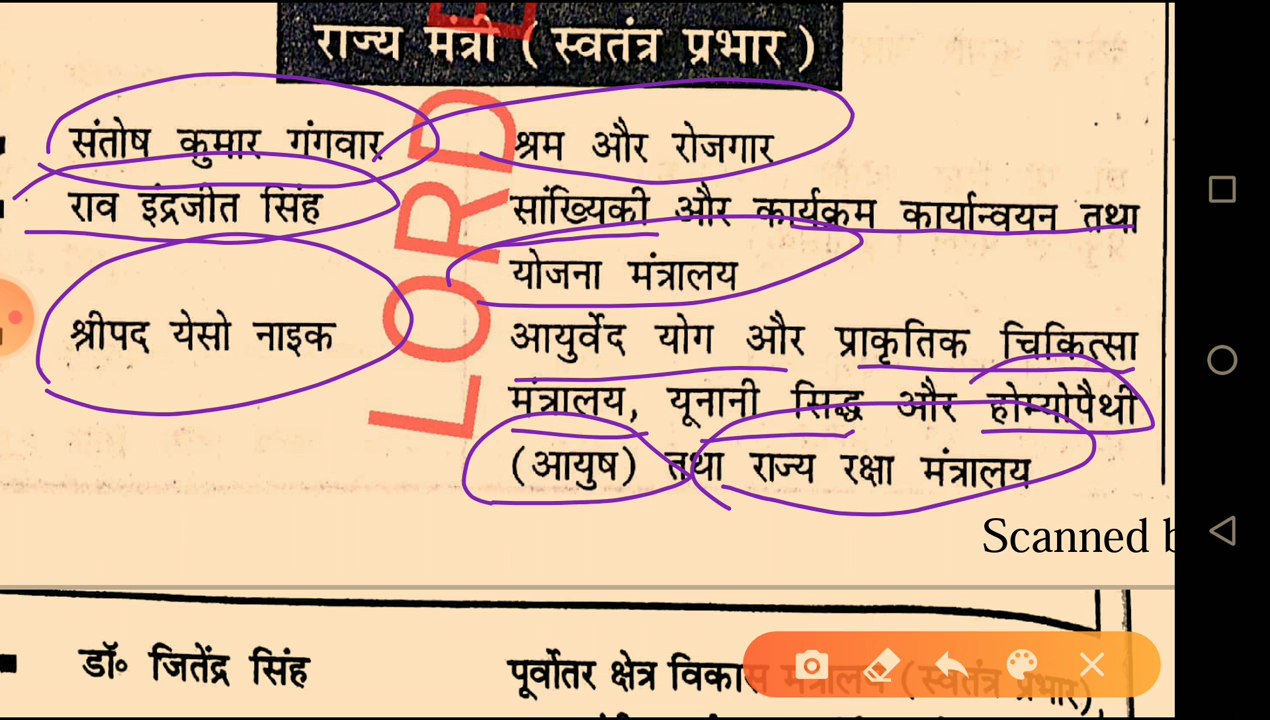 राज्य मंत्री ( स्वतंत्र प्रभार )
संतोष कुमार गंगवार श्रम और रोजगार
राव इंद्रजीत सिंह सांख्यिकी और कार्यक्रम कार्यान्वयन तथा
योजना मंत्रालय
श्रीपद येसो नाइक आयुर्वेद योग और प्राकृतिक चिकित्सा
मंत्रालय, यूनानी सिद्ध और होम्योपैथी
(आयुष) तथा राज्य रक्षा मंत्रालय
LORD
Scanned
डॉ॰ जितेंद्र सिंह पूर्वोतर क्षेत्र विकास मंत्रालय (स्वतंत्र प्रभार),